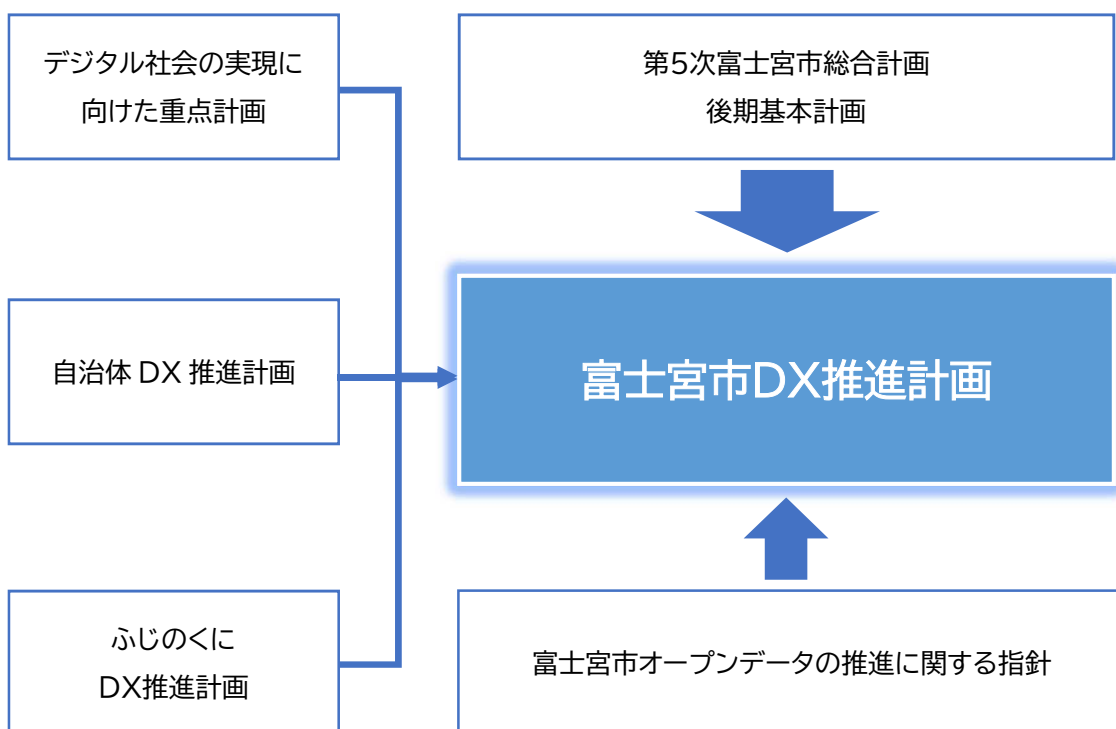 デジタル社会の実現に
向けた重点計画
第5次富士宮市総合計画
後期基本計画
自治体 DX 推進計画
富士宮市DX推進計画
ふじのくに
DX推進計画
富士宮市オープンデータの推進に関する指針